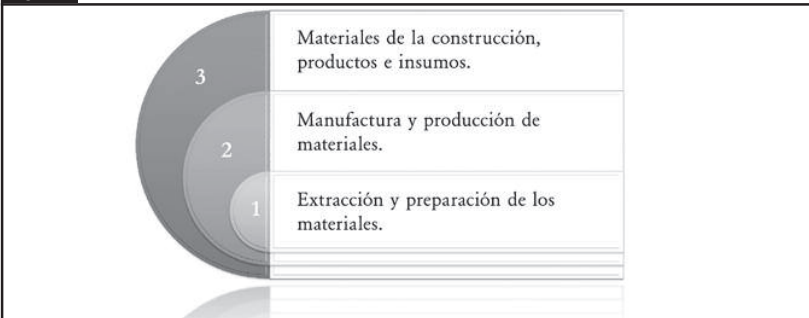 3
Materiales de la construcción,
productos e insumos.
2
Manufactura y producción de
materiales.
1
Extracción y preparación de los
materiales.